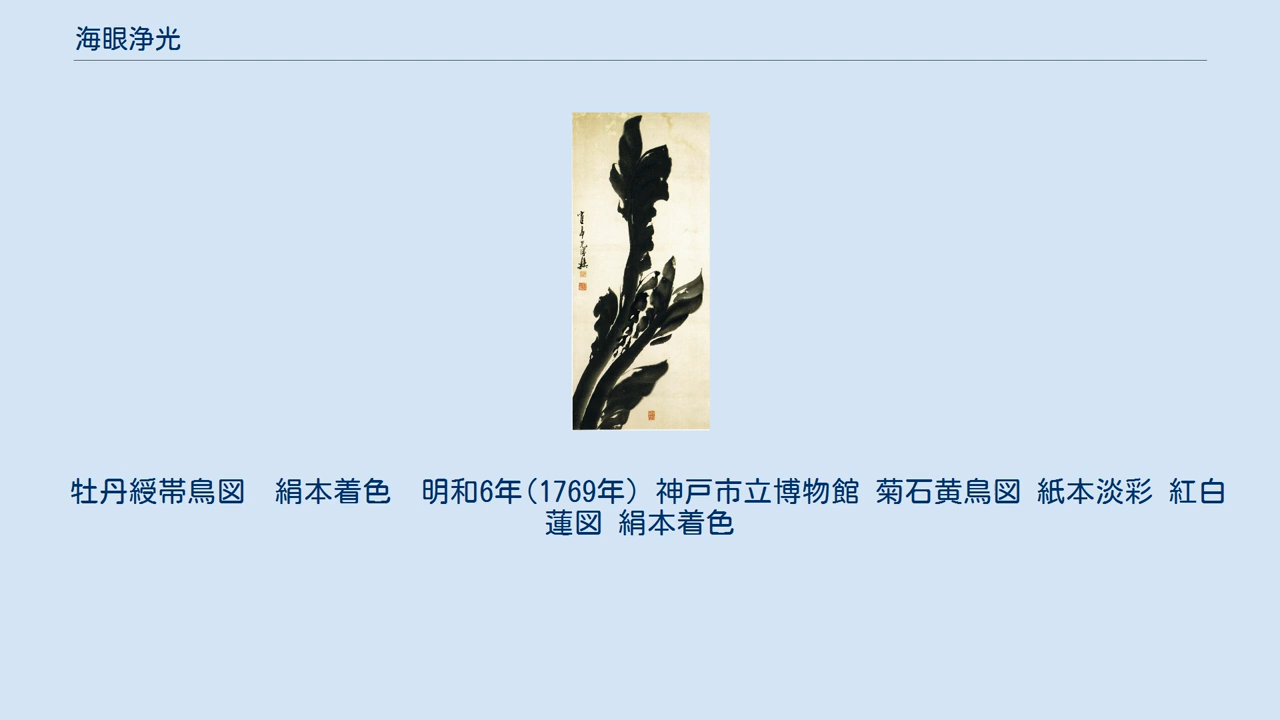 海眼浄光
牡丹綬帯鳥図　絹本着色　明和6年（1769年） 神戸市立博物館 菊石黄鳥図 紙本淡彩 紅白
蓮図 絹本着色